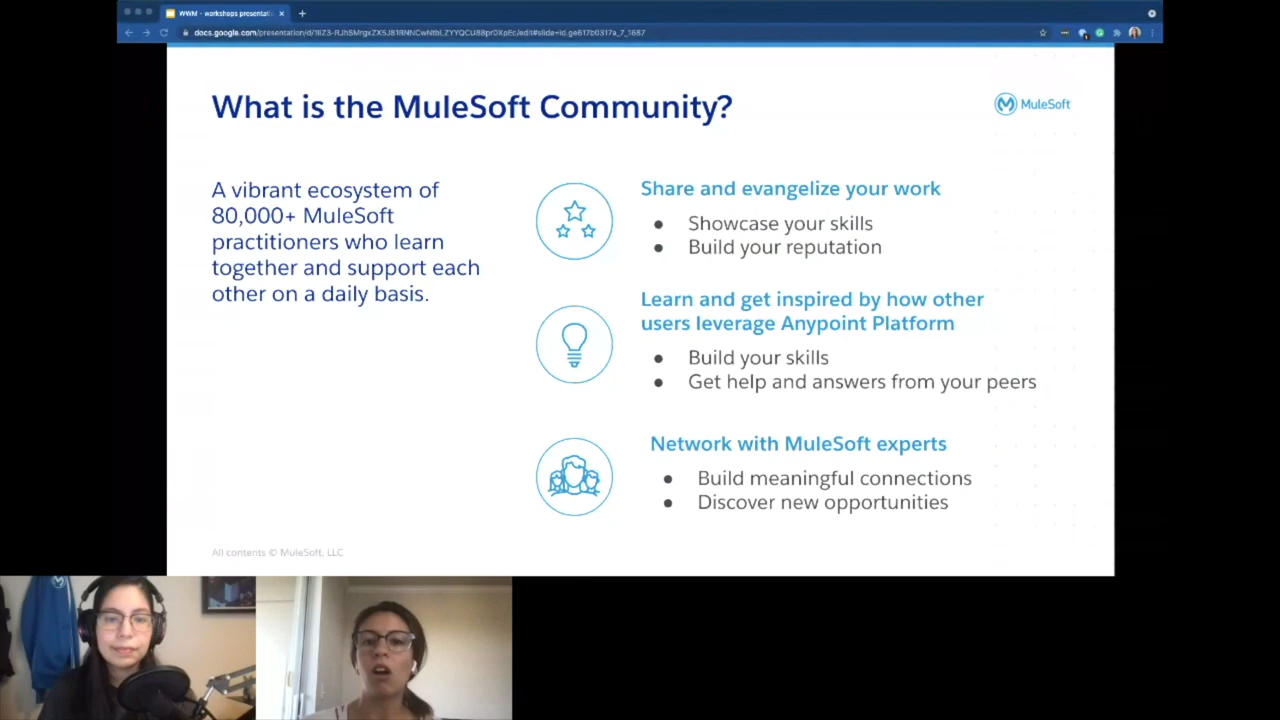 WWM - workshops presentati
What is the MuleSoft Community?
MuleSoft
A vibrant ecosystem of
80,000+ MuleSoft
practitioners who learn
together and support each
other on a daily basis.
Share and evangelize your work
● Showcase your skills
● Build your reputation
Learn and get inspired by how other
users leverage Anypoint Platform
● Build your skills
● Get help and answers from your peers
Network with MuleSoft experts
● Build meaningful connections
● Discover new opportunities
All contents © MuleSoft, LLC